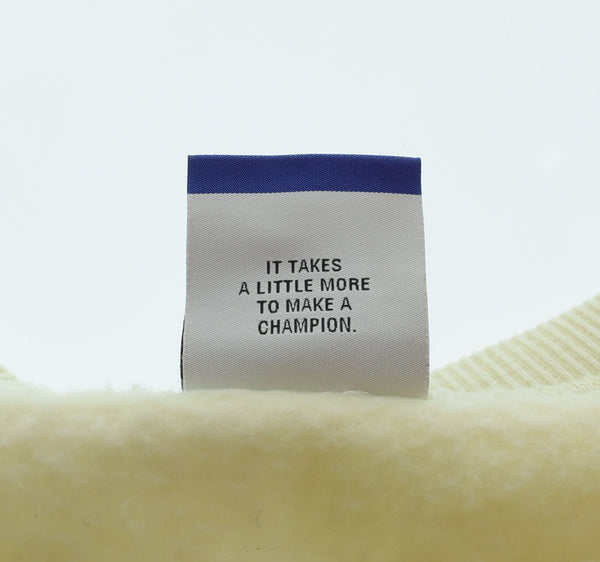 IT TAKES
A LITTLE MORE
TO MAKE A
CHAMPION.